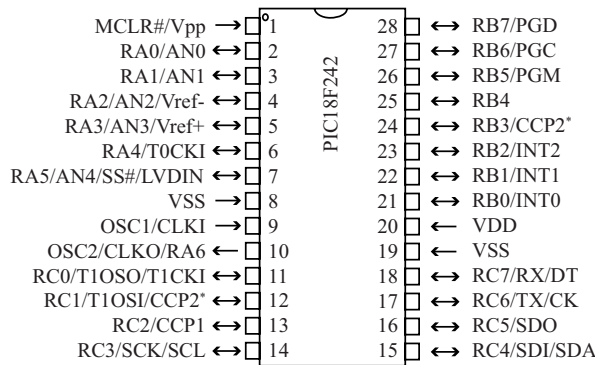 MCLR#/Vpp 1 28 RB7/PGD
RA0/AN0 2 27 RB6/PGC
RA1/AN1 3 26 RB5/PGM
RA2/AN2/Vref- 4 25 RB4
RA3/AN3/Vref+ 5 24 RB3/CCP2*
RA4/T0CKI 6 23 RB2/INT2
RA5/AN4/SS#/LVDIN 7 22 RB1/INT1
VSS 8 21 RB0/INT0
OSC1/CLKI 9 20 VDD
OSC2/CLKO/RA6 10 19 VSS
RC0/T1OSO/T1CKI 11 18 RC7/RX/DT
RC1/T1OSI/CCP2* 12 17 RC6/TX/CK
RC2/CCP1 13 16 RC5/SDO
RC3/SCK/SCL 14 15 RC4/SDI/SDA
PIC18F242